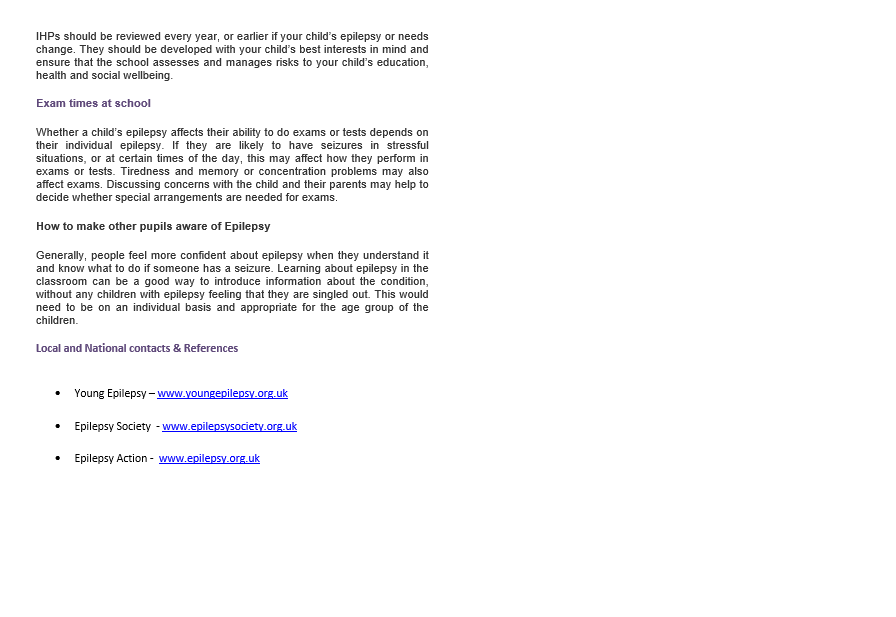 IHPs should be reviewed every year, or earlier if your child’s epilepsy or needs
change. They should be developed with your child’s best interests in mind and
ensure that the school assesses and manages risks to your child’s education,
health and social wellbeing.
Exam times at school
Whether a child’s epilepsy affects their ability to do exams or tests depends on
their individual epilepsy. If they are likely to have seizures in stressful
situations, or at certain times of the day, this may affect how they perform in
exams or tests. Tiredness and memory or concentration problems may also
affect exams. Discussing concerns with the child and their parents may help to
decide whether special arrangements are needed for exams.
How to make other pupils aware of Epilepsy
Generally, people feel more confident about epilepsy when they understand it
and know what to do if someone has a seizure. Learning about epilepsy in the
classroom can be a good way to introduce information about the condition,
without any children with epilepsy feeling that they are singled out. This would
need to be on an individual basis and appropriate for the age group of the
children.
Local and National contacts & References
• Young Epilepsy – www.youngepilepsy.org.uk
• Epilepsy Society - www.epilepsysociety.org.uk
• Epilepsy Action - www.epilepsy.org.uk